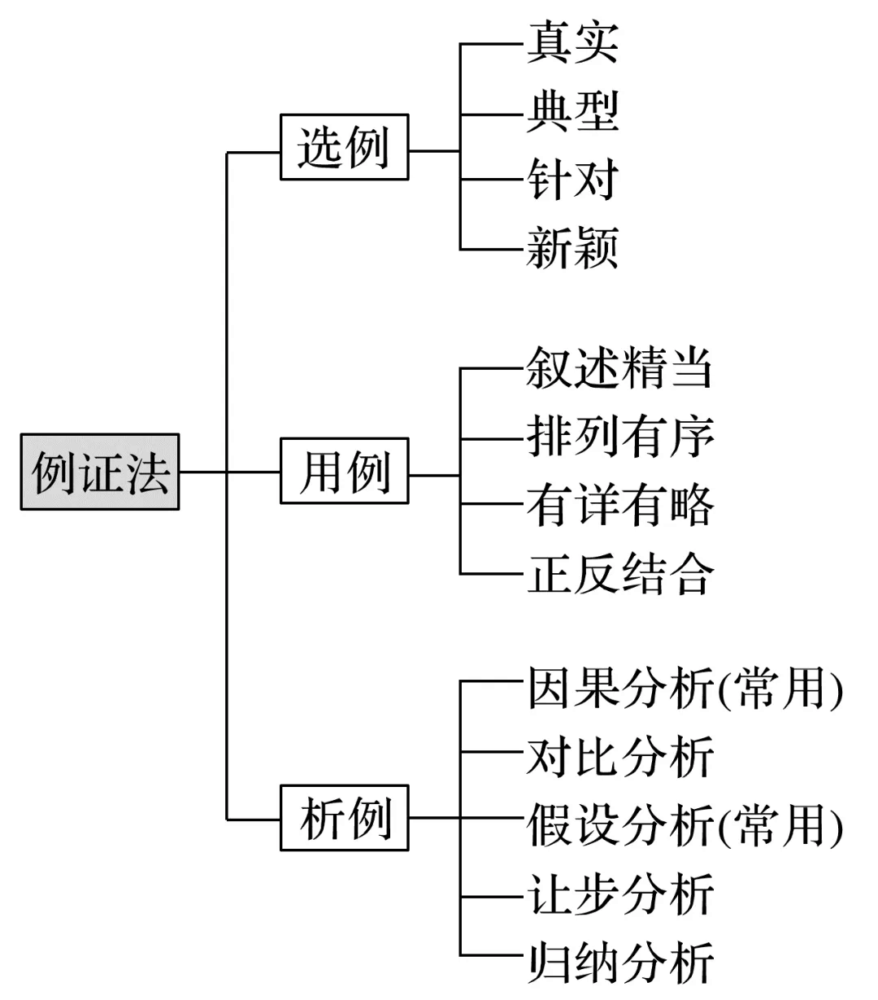 例证法
选例
真实
典型
针对
新颖
用例
叙述精当
排列有序
有详有略
正反结合
析例
因果分析(常用)
对比分析
假设分析(常用)
让步分析
归纳分析